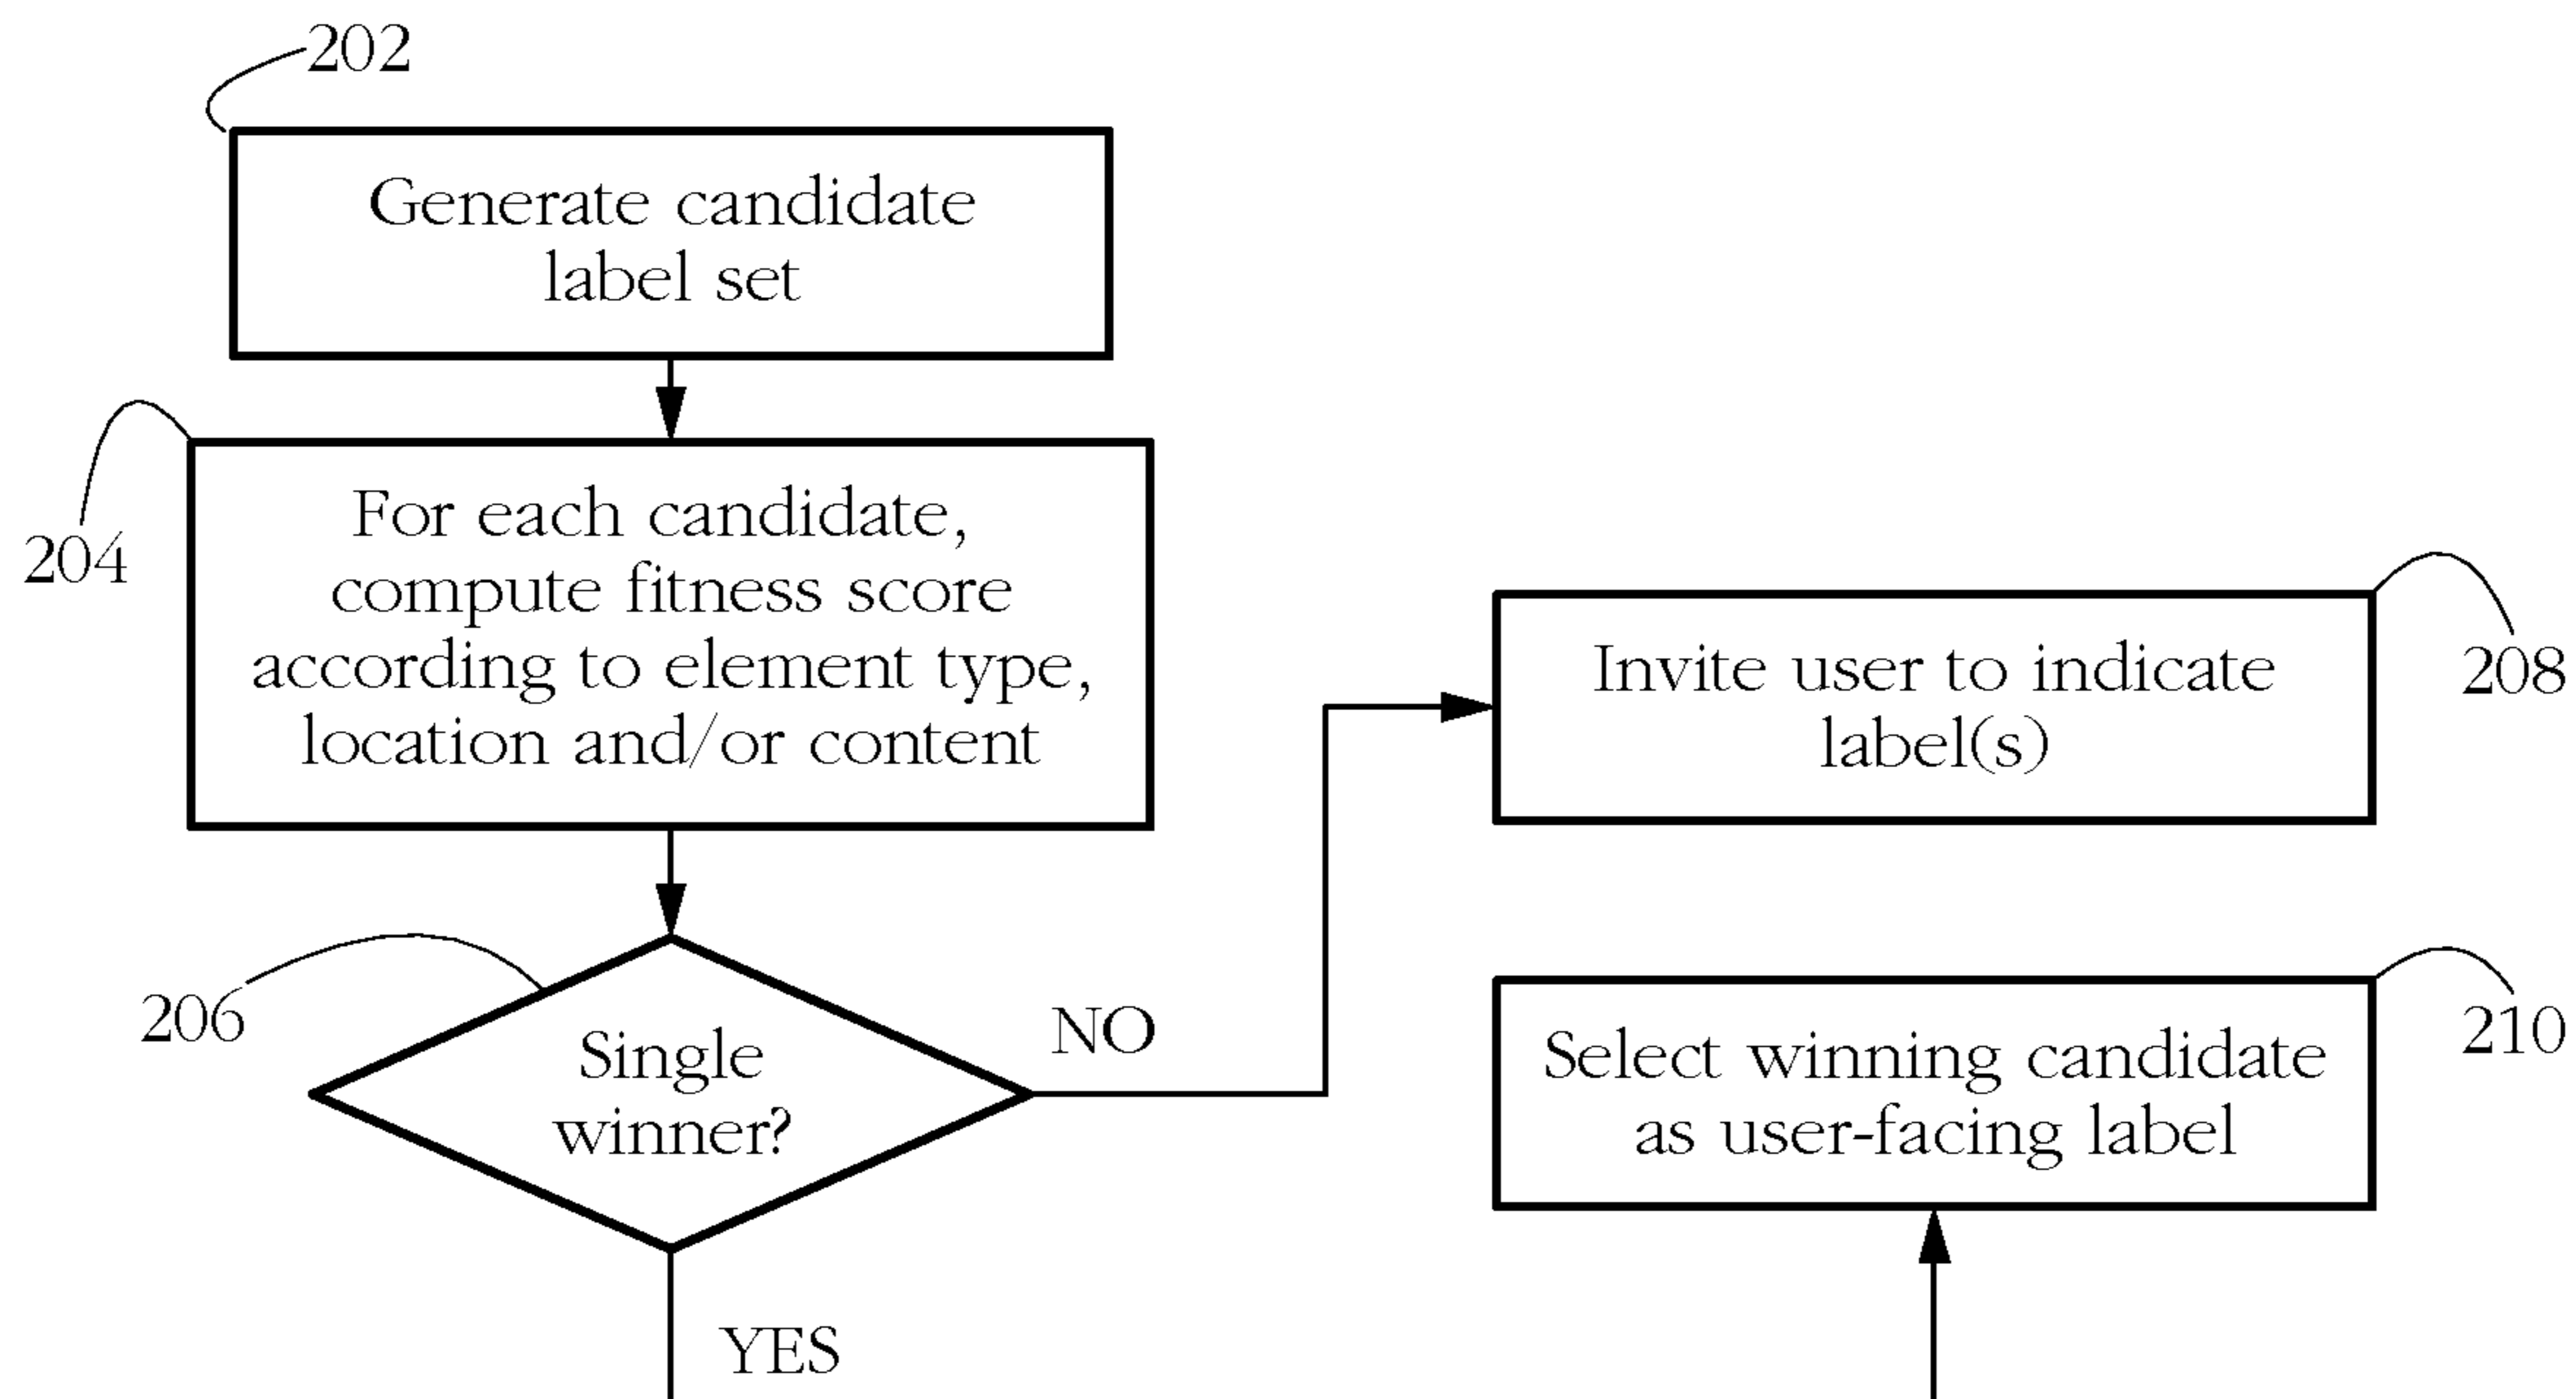 202
Generate candidate
label set
204
For each candidate,
compute fitness score
according to element type,
location and/or content
206
Single
winner?
NO
YES
208
Invite user to indicate
label(s)
210
Select winning candidate
as user-facing label